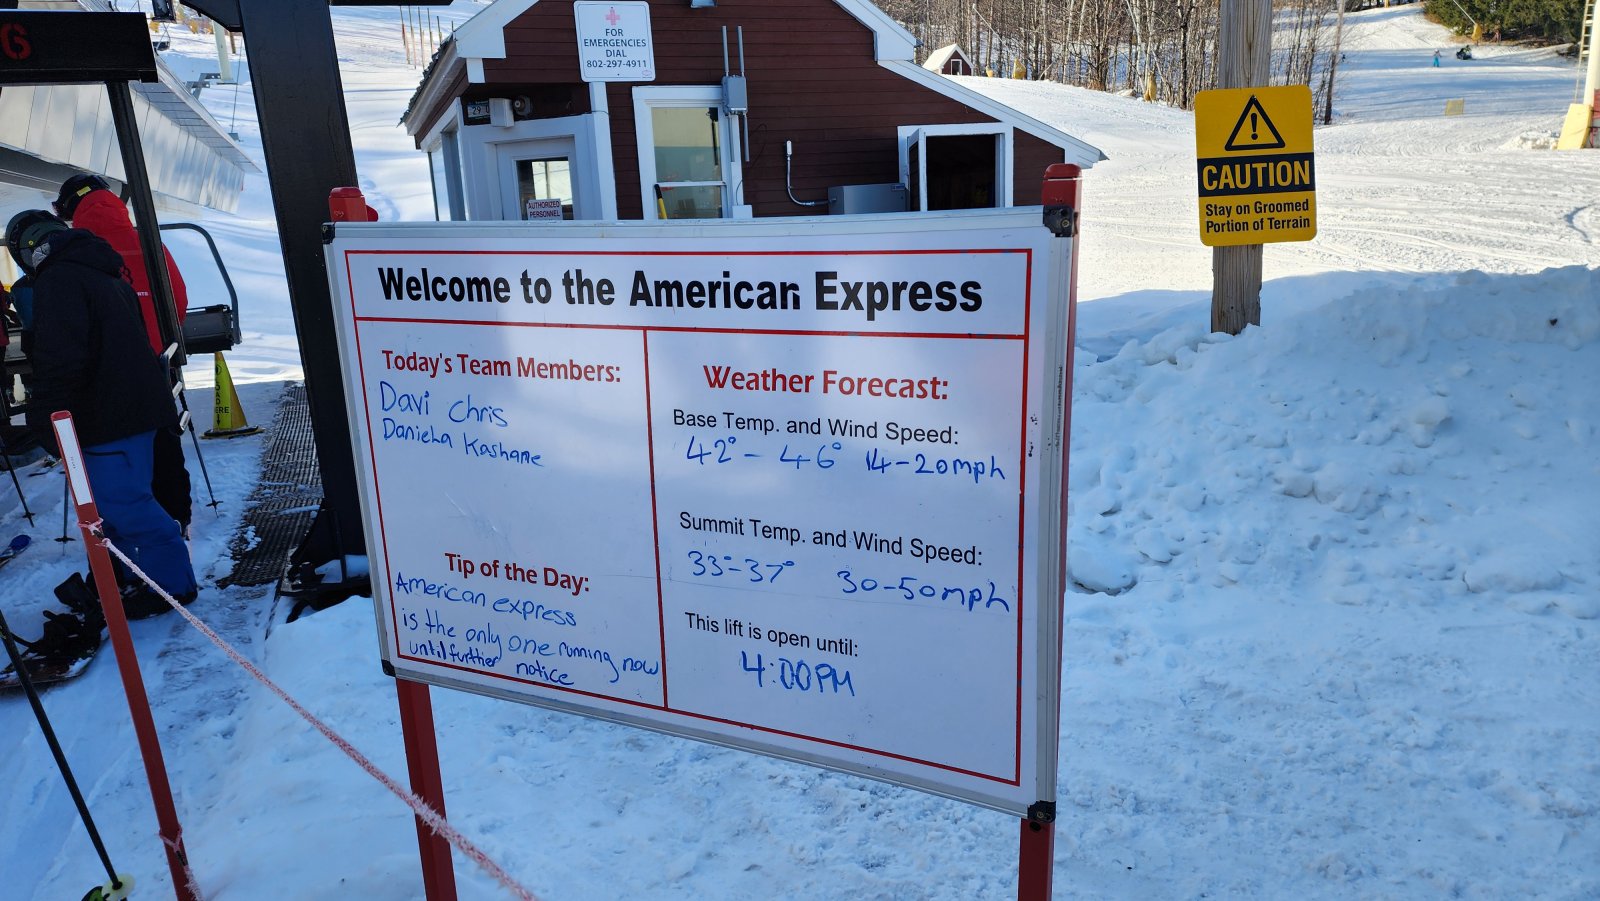 6
FOR
EMERGENCIES
DIAL
802-297-4911
AUTHORIZED
PERSONNEL
CAUTION
Stay on Groomed
Portion of Terrain
Welcome to the American Express
Today's Team Members:
Davi Chris
Daniela Kashane
Tip of the Day:
American express
is the only one running now
until further notice
Weather Forecast:
Base Temp. and Wind Speed:
42° - 46° 14-20mph
Summit Temp. and Wind Speed:
33°-37° 30-50mph
This lift is open until:
4:00PM